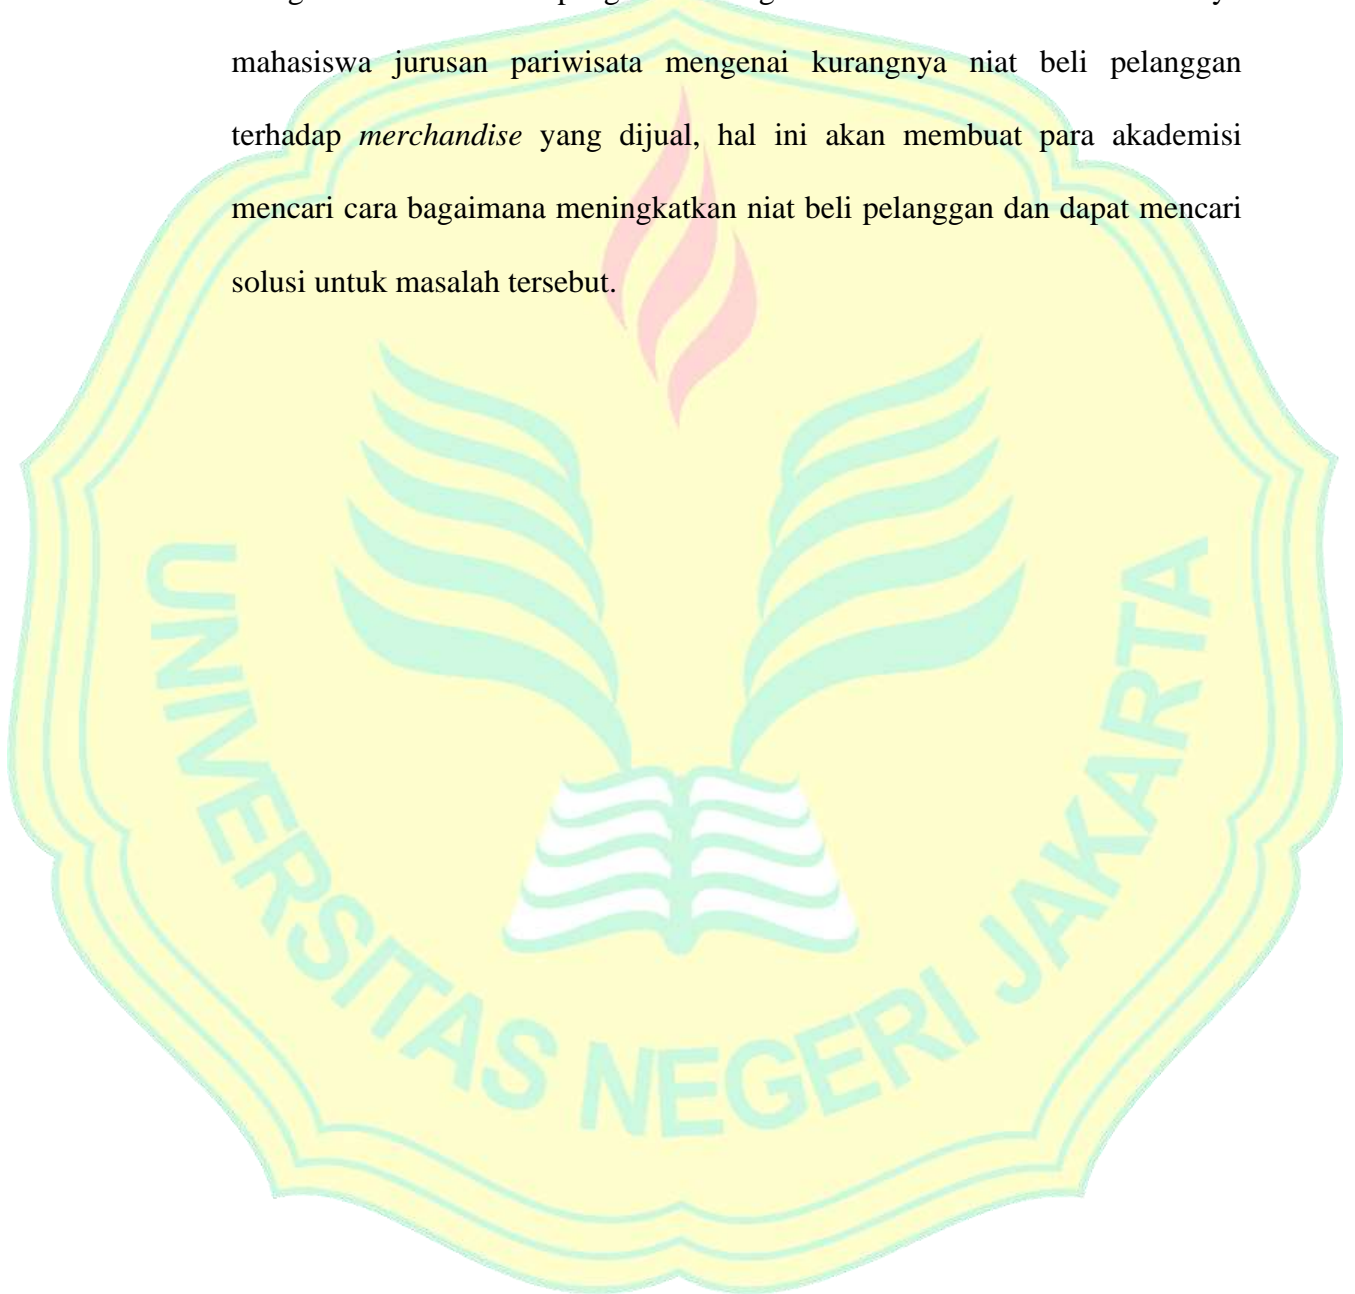 mahasiswa jurusan pariwisata mengenai kurangnya niat beli pelanggan
terhadap merchandise yang dijual, hal ini akan membuat para akademisi
mencari cara bagaimana meningkatkan niat beli pelanggan dan dapat mencari
solusi untuk masalah tersebut.
UNIVERSITAS NEGERI JAKARTA